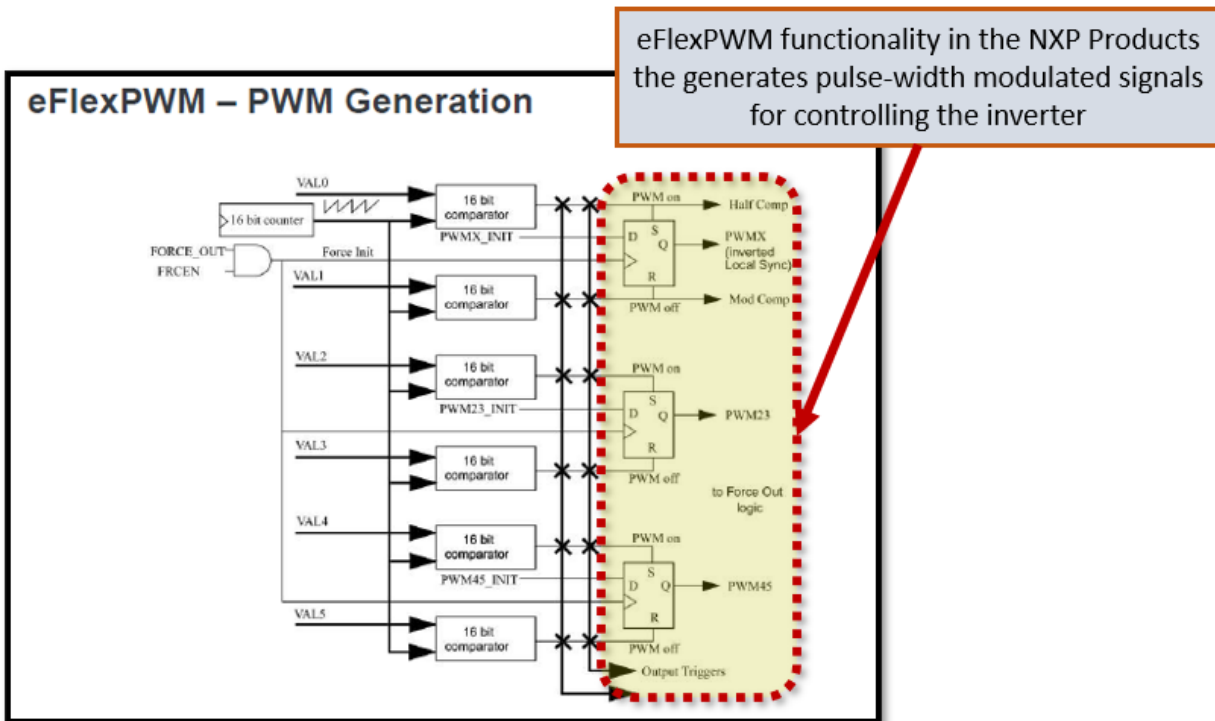 eFlexPWM functionality in the NXP Products
the generates pulse-width modulated signals
for controlling the inverter
eFlexPWM – PWM Generation
VAL0
16 bit counter
16 bit
comparator
PWM on
Half Comp
PWMX_INIT
D
S
Q
R
PWMX
(inverted
Local Sync)
FORCE_OUT
FRCEN
Force Init
VAL1
16 bit
comparator
Mod Comp
PWM off
VAL2
16 bit
comparator
PWM on
PWM23_INIT
D
S
Q
R
PWM23
VAL3
16 bit
comparator
PWM off
to Force Out
logic
VAL4
16 bit
comparator
PWM on
PWM45_INIT
D
S
Q
R
PWM45
VAL5
16 bit
comparator
PWM off
Output Triggers